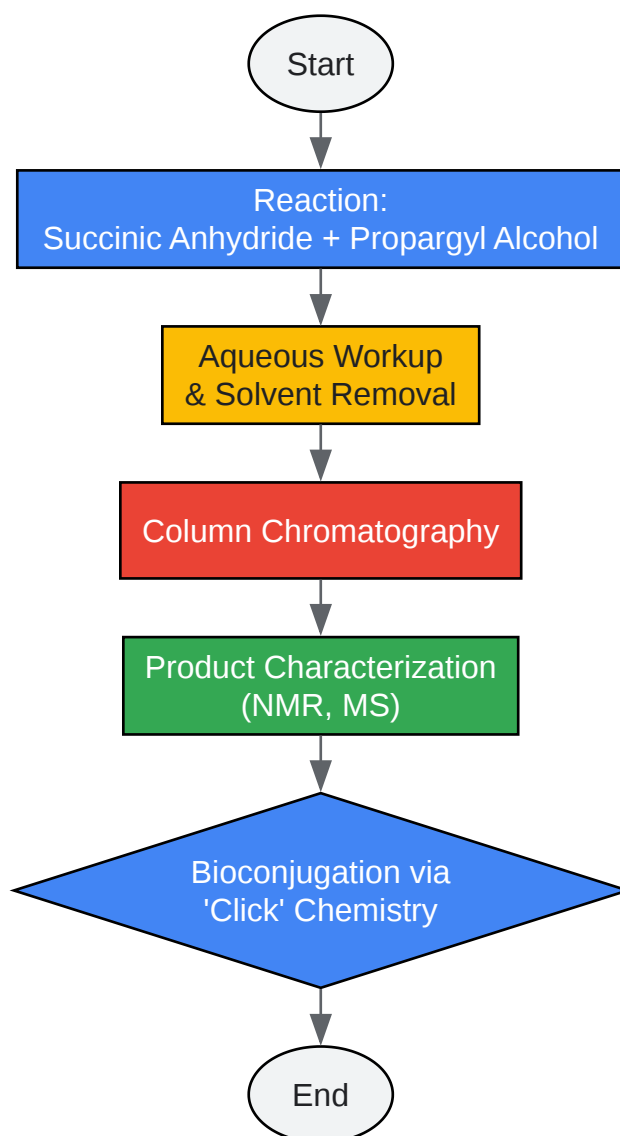 Start
Reaction:
Succinic Anhydride + Propargyl Alcohol
Aqueous Workup
& Solvent Removal
Column Chromatography
Product Characterization
(NMR, MS)
Bioconjugation via
'Click' Chemistry
End